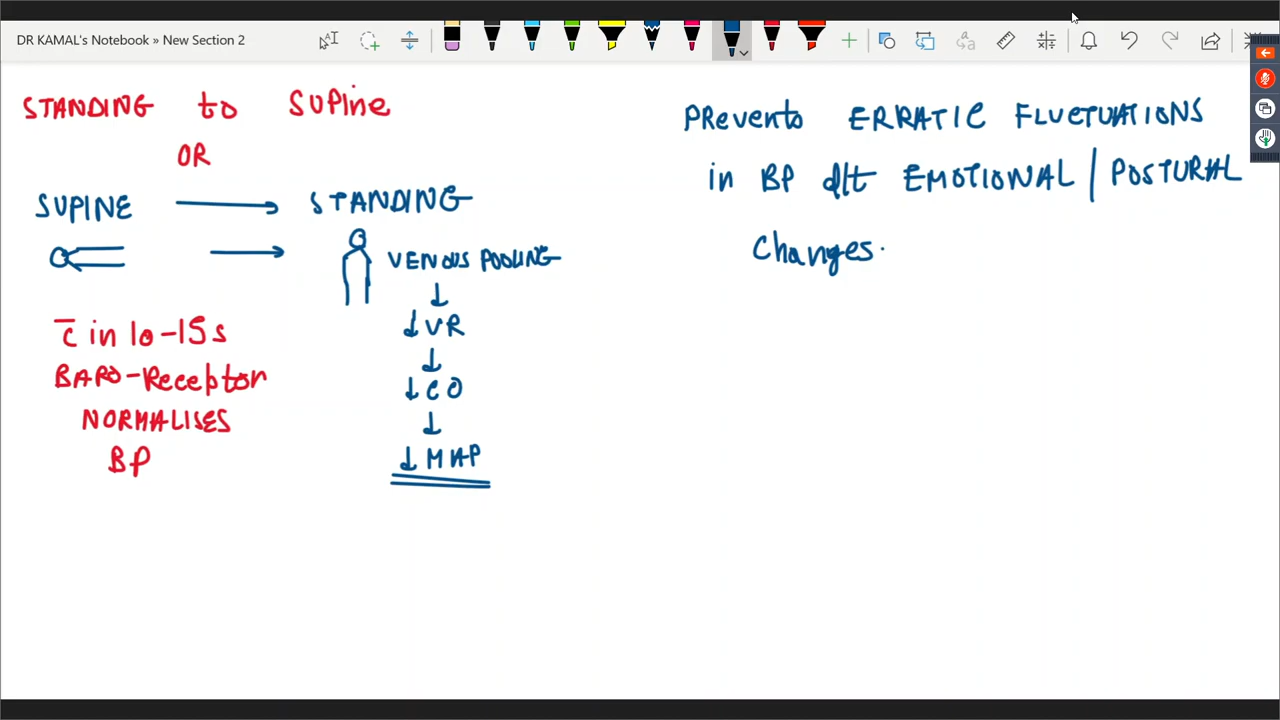 DR KAMAL's Notebook » New Section 2
STANDING to SUPine
OR
SUPINE → STANDING
→ VENOUS POOLING
↓
↓ VR
↓
↓ CO
↓
↓ MAP
c̅ in 10-15s
BARO-Receptor
NORMALISES
BP
PRevents ERRATIC FLUCTUATIONS
in BP d/t EMOTIONAL / POSTURAL
Changes.